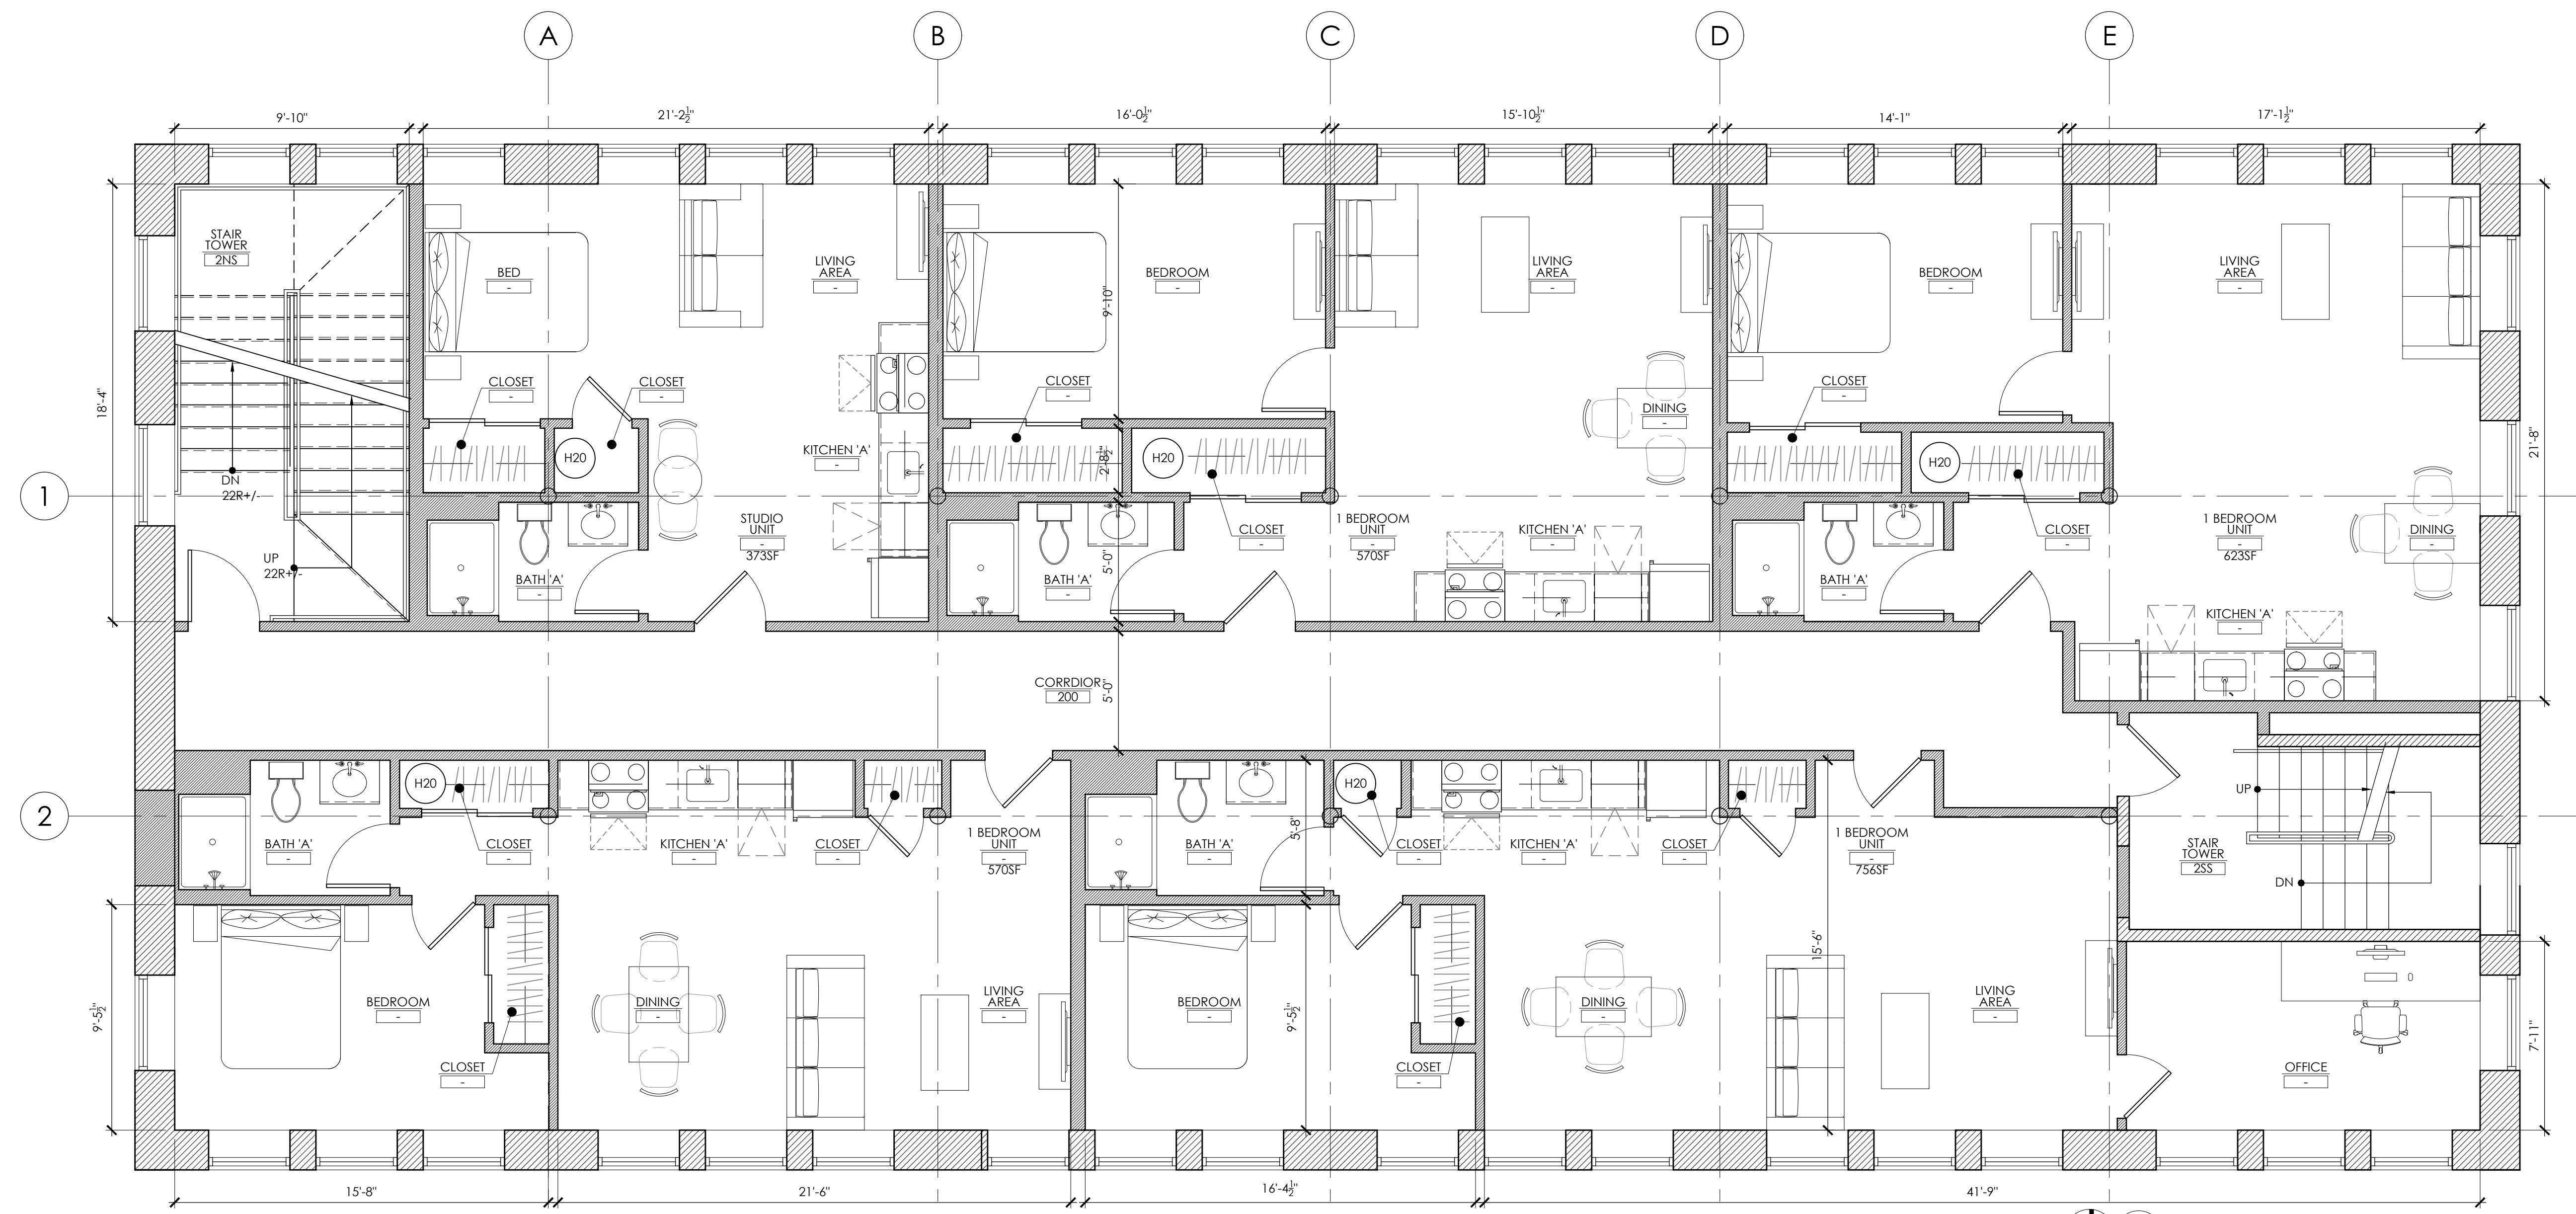 A
B
C
D
E
9'-10"
21'-2½"
16'-0½"
15'-10½"
14'-1"
17'-1½"
STAIR
TOWER
2NS
BED
-
LIVING
AREA
-
BEDROOM
-
LIVING
AREA
-
BEDROOM
-
LIVING
AREA
-
9'-10"
18'-4"
CLOSET
-
CLOSET
-
CLOSET
-
CLOSET
-
DINING
-
21'-8"
KITCHEN 'A'
-
H20
2'-8½"
H20
H20
1
DN
22R+/-
STUDIO
UNIT
-
373SF
CLOSET
-
1 BEDROOM
UNIT
-
570SF
KITCHEN 'A'
-
CLOSET
-
1 BEDROOM
UNIT
-
623SF
DINING
-
UP
22R+/-
BATH 'A'
-
BATH 'A'
-
5'-0"
BATH 'A'
-
KITCHEN 'A'
-
CORRDIOR
200
5'-0"
H20
H20
UP
2
BATH 'A'
-
CLOSET
-
KITCHEN 'A'
-
CLOSET
-
1 BEDROOM
UNIT
-
570SF
BATH 'A'
-
5'-8"
CLOSET
-
KITCHEN 'A'
-
CLOSET
-
1 BEDROOM
UNIT
-
756SF
STAIR
TOWER
2SS
DN
15'-6"
9'-5½"
BEDROOM
-
DINING
-
LIVING
AREA
-
BEDROOM
-
9'-5½"
DINING
-
LIVING
AREA
-
7'-11"
CLOSET
-
CLOSET
-
OFFICE
-
15'-8"
21'-6"
16'-4½"
41'-9"